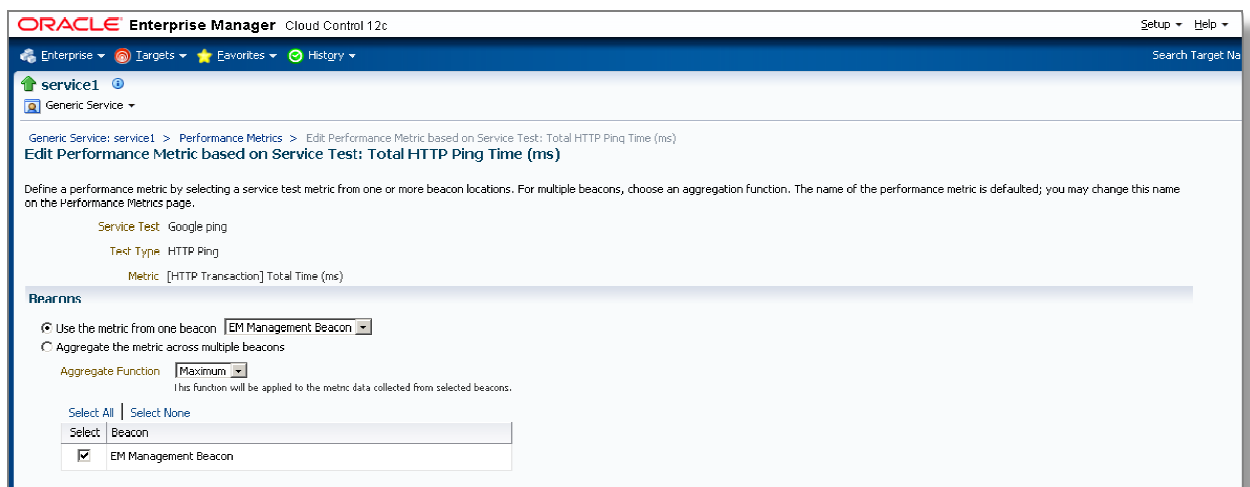 ORACLE Enterprise Manager Cloud Control 12c Setup Help
Enterprise Targets Favorites History Search Target Na
service1
Generic Service
Generic Service: service1 > Performance Metrics > Edit Performance Metric based on Service Test: Total HTTP Ping Time (ms)
Edit Performance Metric based on Service Test: Total HTTP Ping Time (ms)
Define a performance metric by selecting a service test metric from one or more beacon locations. For multiple beacons, choose an aggregation function. The name of the performance metric is defaulted; you may change this name
on the Performance Metrics page.
Service Test Google ping
Test Type HTTP Ping
Metric [HTTP Transaction] Total Time (ms)
Beacons
Use the metric from one beacon EM Management Beacon
Aggregate the metric across multiple beacons
Aggregate Function Maximum
This function will be applied to the metric data collected from selected beacons.
Select All | Select None
Select Beacon
EM Management Beacon